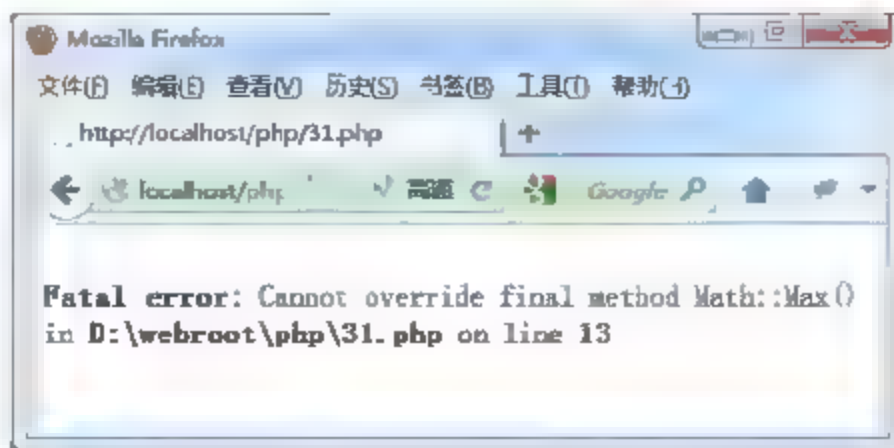 Mozilla Firefox
文件(F) 编辑(E) 查看(V) 历史(S) 书签(B) 工具(T) 帮助(H)
http://localhost/php/31.php
localhost/php Google
Fatal error: Cannot override final method Math::Max()
in D:\webroot\php\31.php on line 13